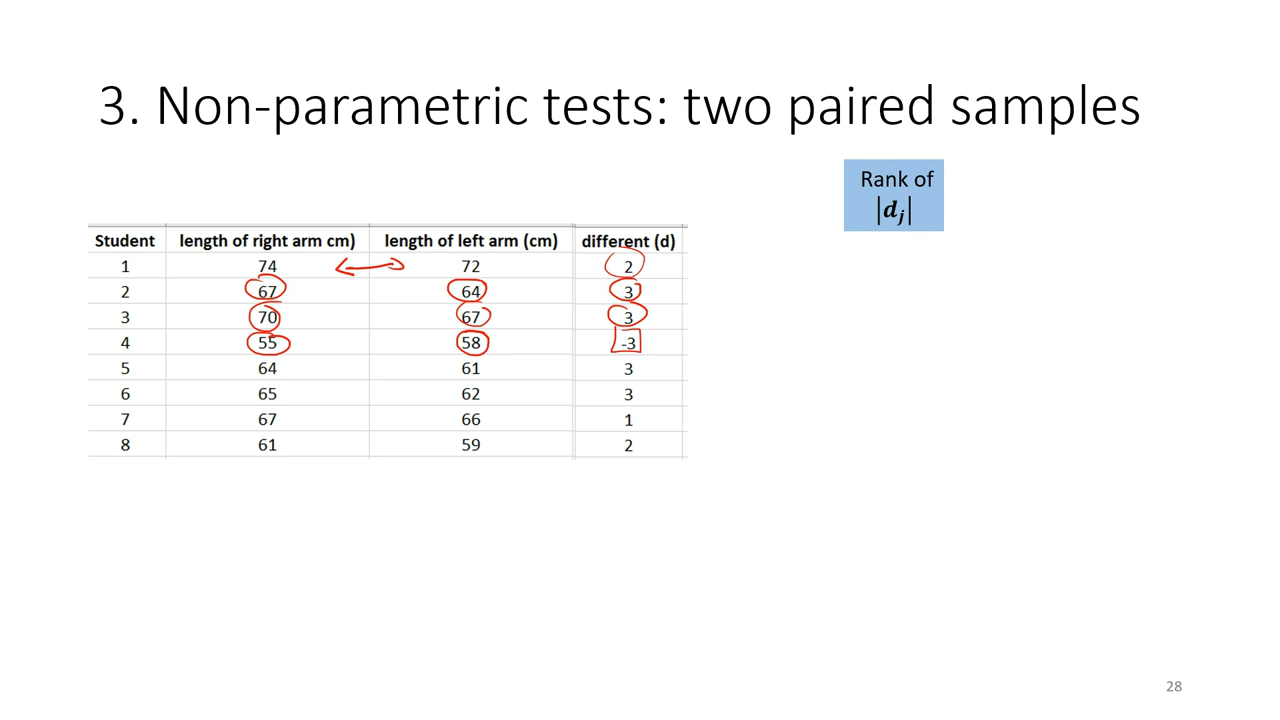 3. Non-parametric tests: two paired samples
Rank of
|d_j|
Student length of right arm cm) length of left arm (cm) different (d)
1 74 72 2
2 67 64 3
3 70 67 3
4 55 58 -3
5 64 61 3
6 65 62 3
7 67 66 1
8 61 59 2
28